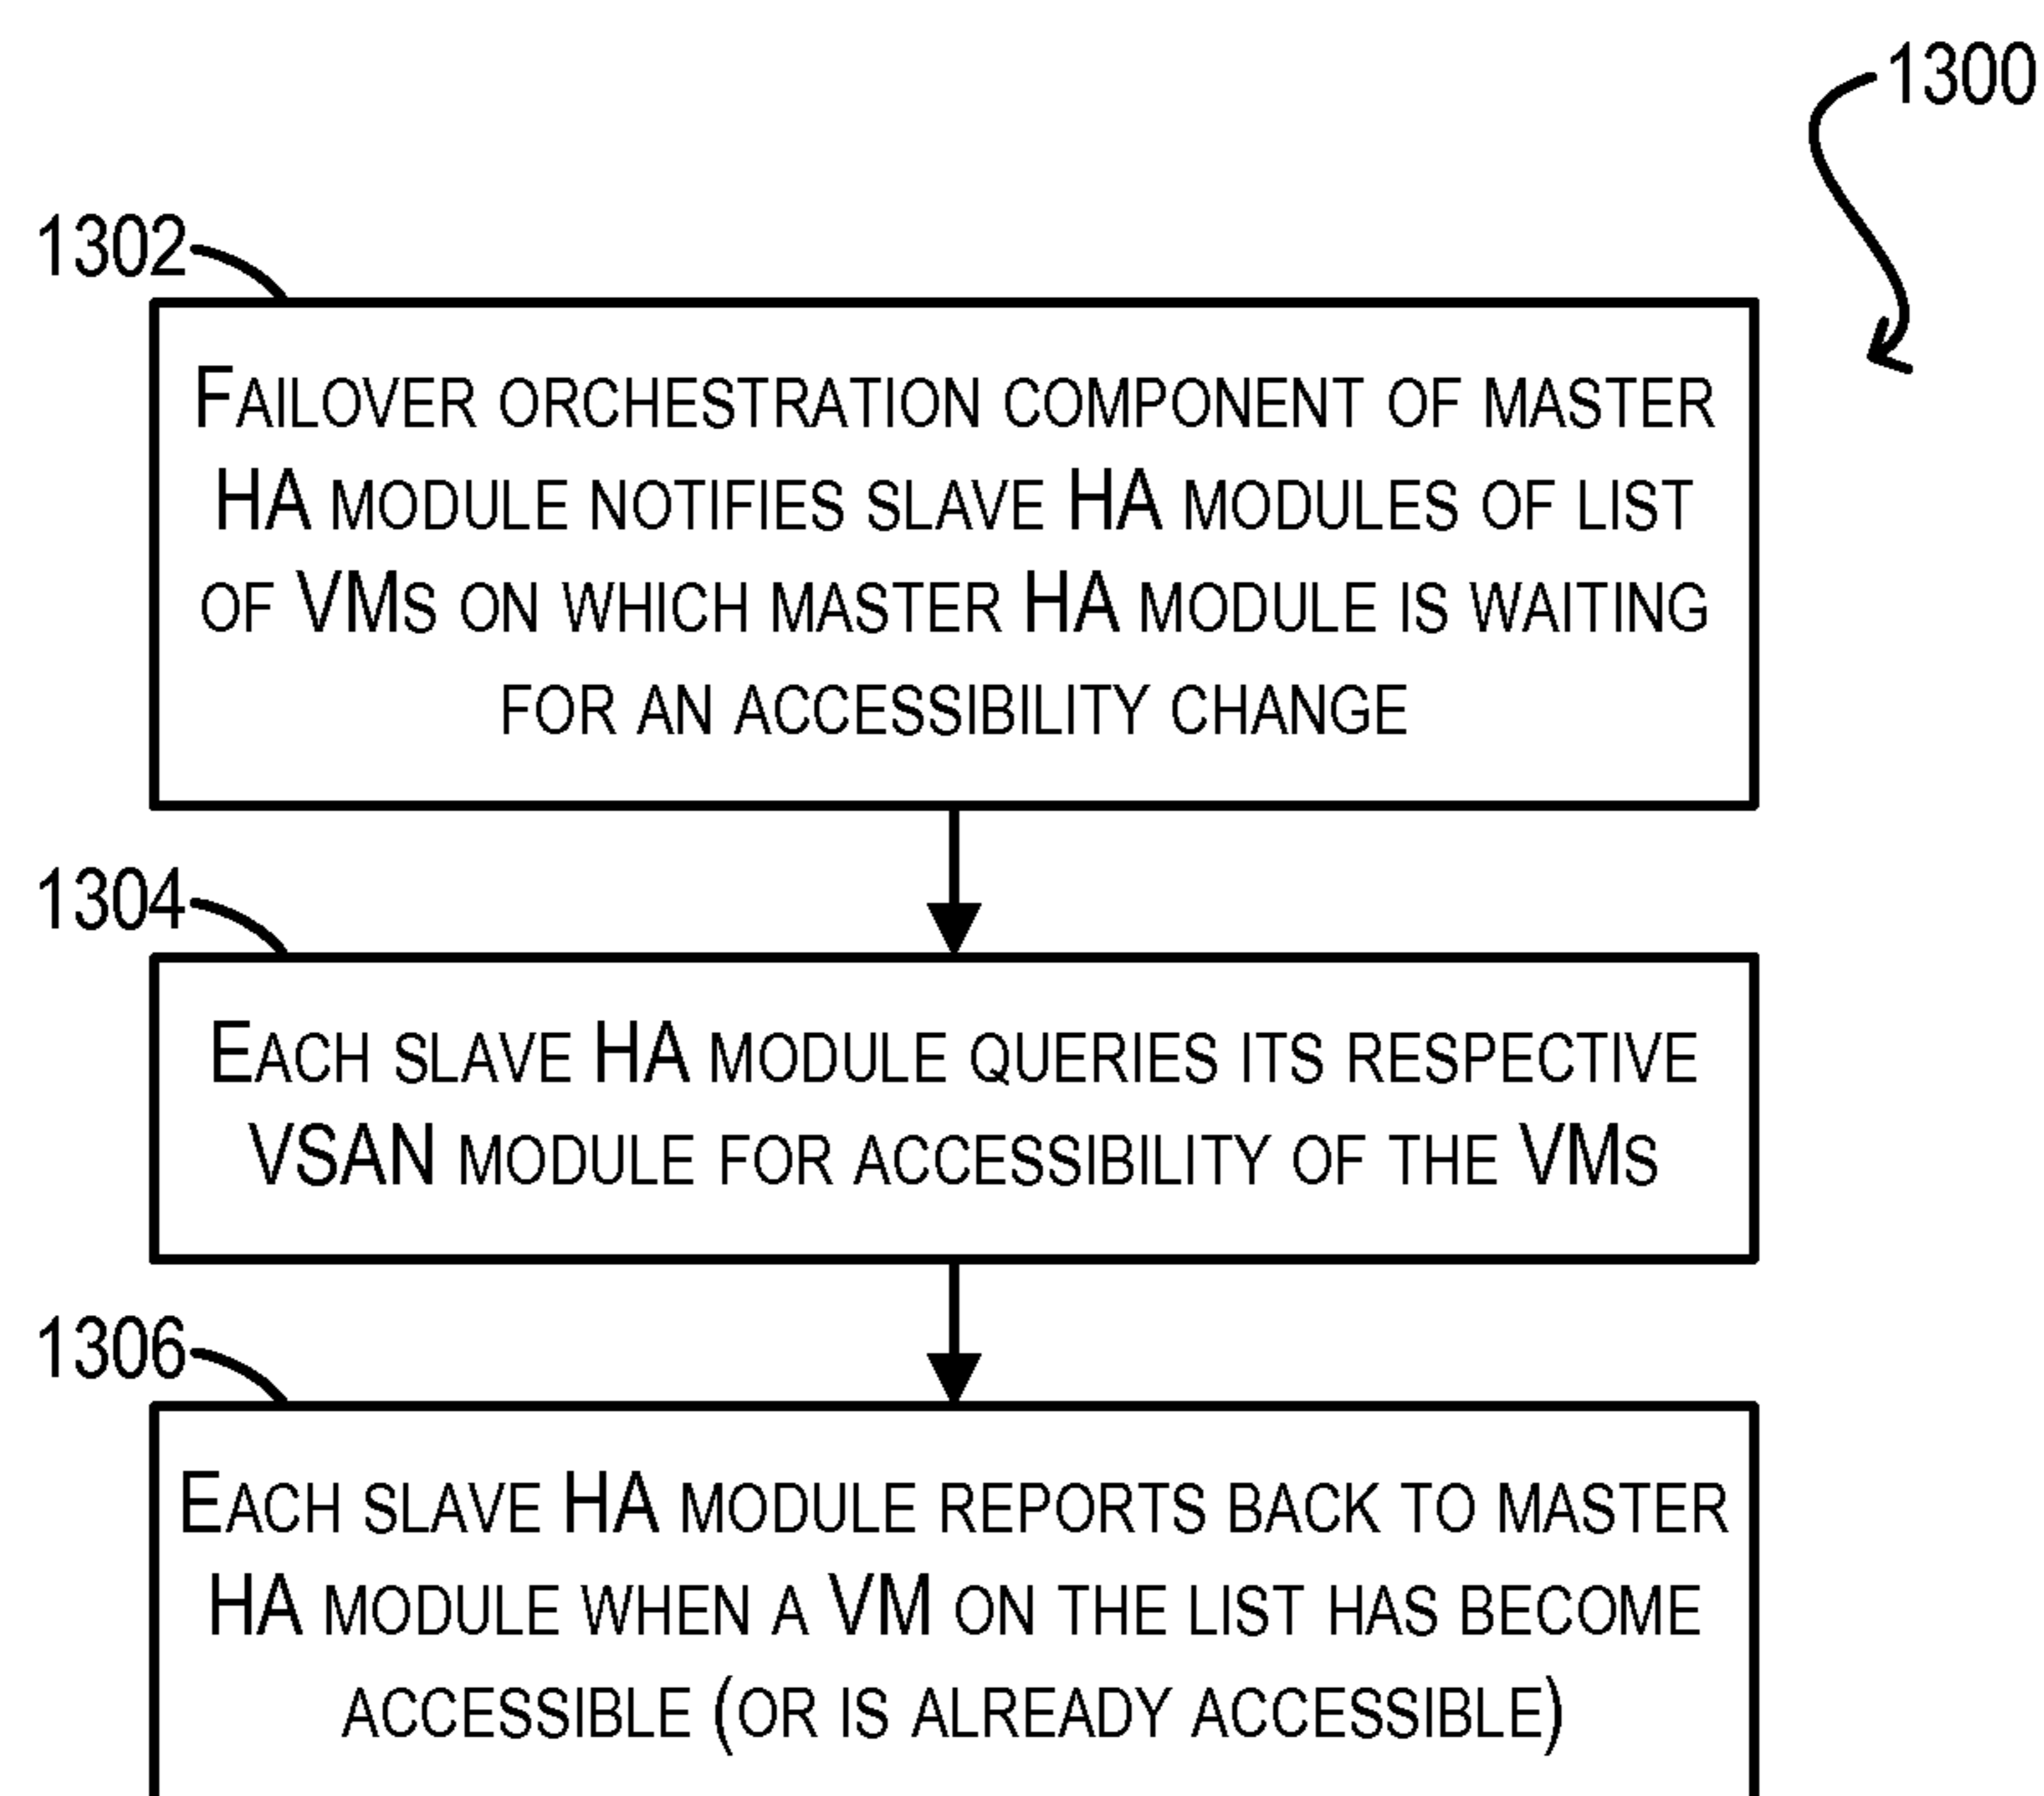 1300
1302
FAILOVER ORCHESTRATION COMPONENT OF MASTER
HA MODULE NOTIFIES SLAVE HA MODULES OF LIST
OF VMS ON WHICH MASTER HA MODULE IS WAITING
FOR AN ACCESSIBILITY CHANGE
1304
EACH SLAVE HA MODULE QUERIES ITS RESPECTIVE
VSAN MODULE FOR ACCESSIBILITY OF THE VMS
1306
EACH SLAVE HA MODULE REPORTS BACK TO MASTER
HA MODULE WHEN A VM ON THE LIST HAS BECOME
ACCESSIBLE (OR IS ALREADY ACCESSIBLE)